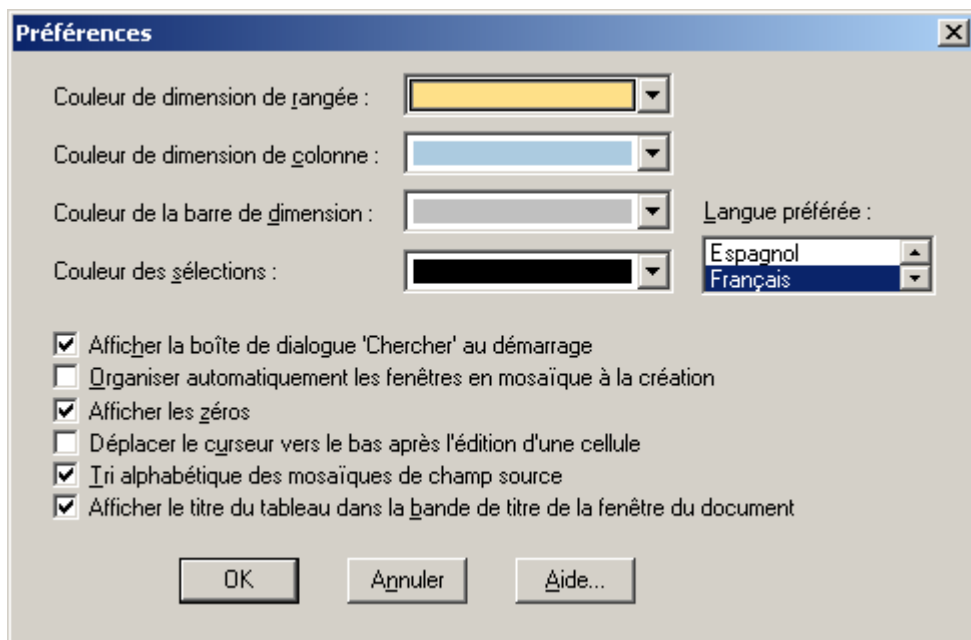 Préférences
Couleur de dimension de rangée :
Couleur de dimension de colonne :
Couleur de la barre de dimension :
Langue préférée :
Espagnol
Couleur des sélections :
Français
Afficher la boîte de dialogue 'Chercher' au démarrage
Organiser automatiquement les fenêtres en mosaïque à la création
Afficher les zéros
Déplacer le curseur vers le bas après l'édition d'une cellule
Tri alphabétique des mosaïques de champ source
Afficher le titre du tableau dans la bande de titre de la fenêtre du document
OK Annuler Aide...